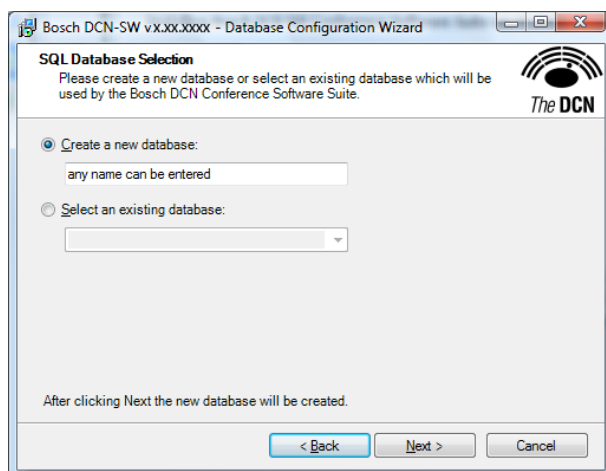 Bosch DCN-SW v.x.xx.xxxx - Database Configuration Wizard
SQL Database Selection
Please create a new database or select an existing database which will be
used by the Bosch DCN Conference Software Suite.
The DCN
Create a new database:
any name can be entered
Select an existing database:
After clicking Next the new database will be created.
< Back
Next >
Cancel